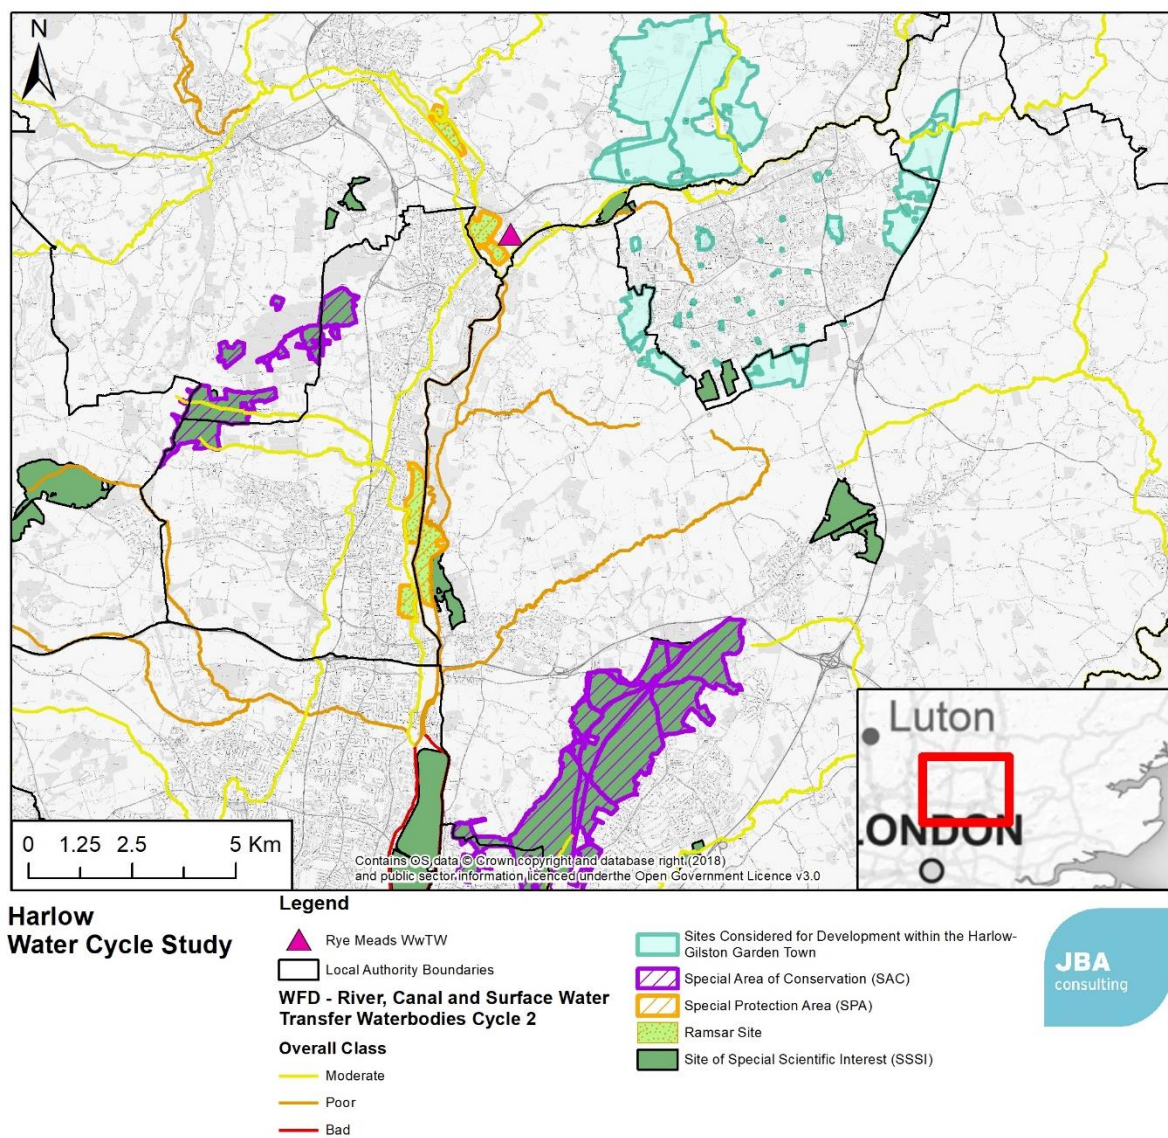 N
Luton
LONDON
0 1.25 2.5 5 Km
Contains OS data © Crown copyright and database right (2018)
and public sector information licenced under the Open Government Licence v3.0
Harlow
Water Cycle Study
Legend
Rye Meads WwTW
Local Authority Boundaries
WFD - River, Canal and Surface Water
Transfer Waterbodies Cycle 2
Overall Class
Moderate
Poor
Bad
Sites Considered for Development within the Harlow-
Gilston Garden Town
Special Area of Conservation (SAC)
Special Protection Area (SPA)
Ramsar Site
Site of Special Scientific Interest (SSSI)
JBA
consulting